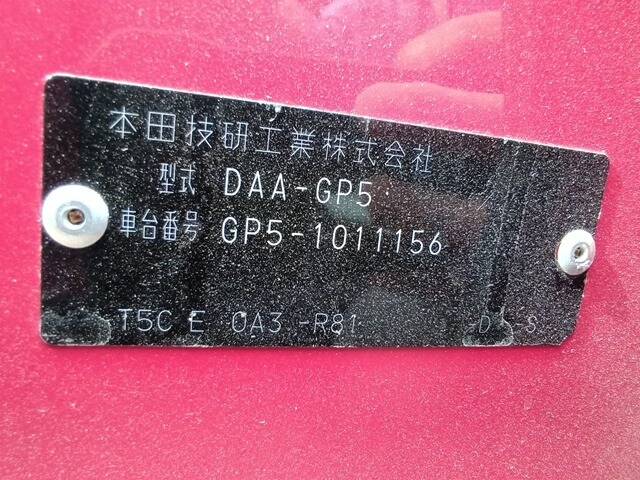 本田技研工業株式会社
型式 DAA-GP5
車台番号 GP5-1011156
T5C E 0A3 -R81 D S